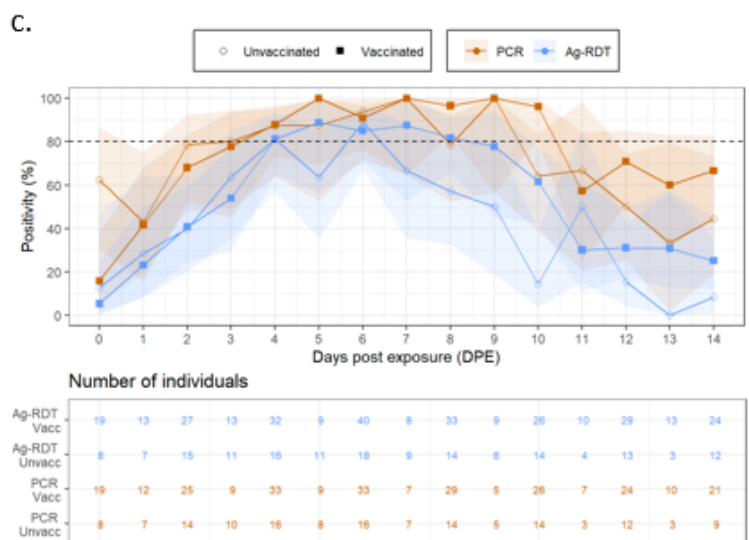 C.
Unvaccinated Vaccinated PCR Ag-RDT
100
80
60
40
20
0
Positivity (%)
0 1 2 3 4 5 6 7 8 9 10 11 12 13 14
Days post exposure (DPE)
Number of individuals
Ag-RDT Vacc 19 13 27 13 32 9 40 8 33 9 26 10 29 13 24
Ag-RDT Unvacc 8 7 15 11 16 11 18 9 14 6 14 4 13 3 12
PCR Vacc 19 12 25 9 33 9 33 7 29 5 26 7 24 10 21
PCR Unvacc 8 7 14 10 16 8 16 7 14 5 14 3 12 3 9